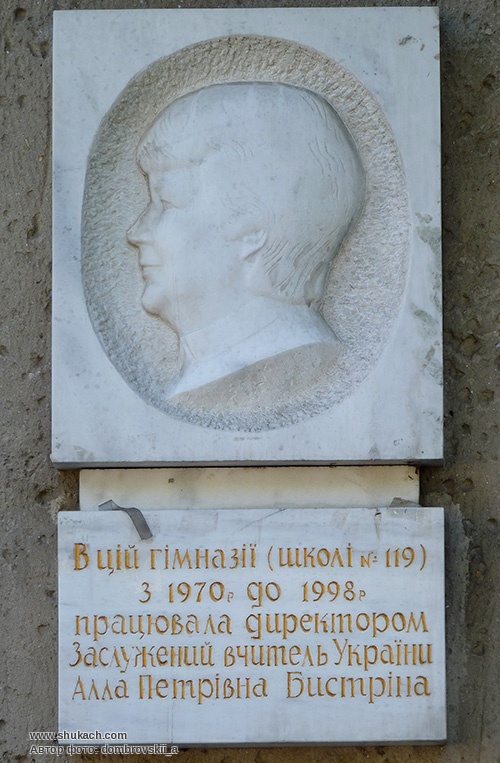 В цій гімназії (школі № 119)
з 1970р до 1998р
працювала директором
Заслужений вчитель України
Алла Петрівна Бистріна
www.shukach.com
Автор фото: dombrovskii_a